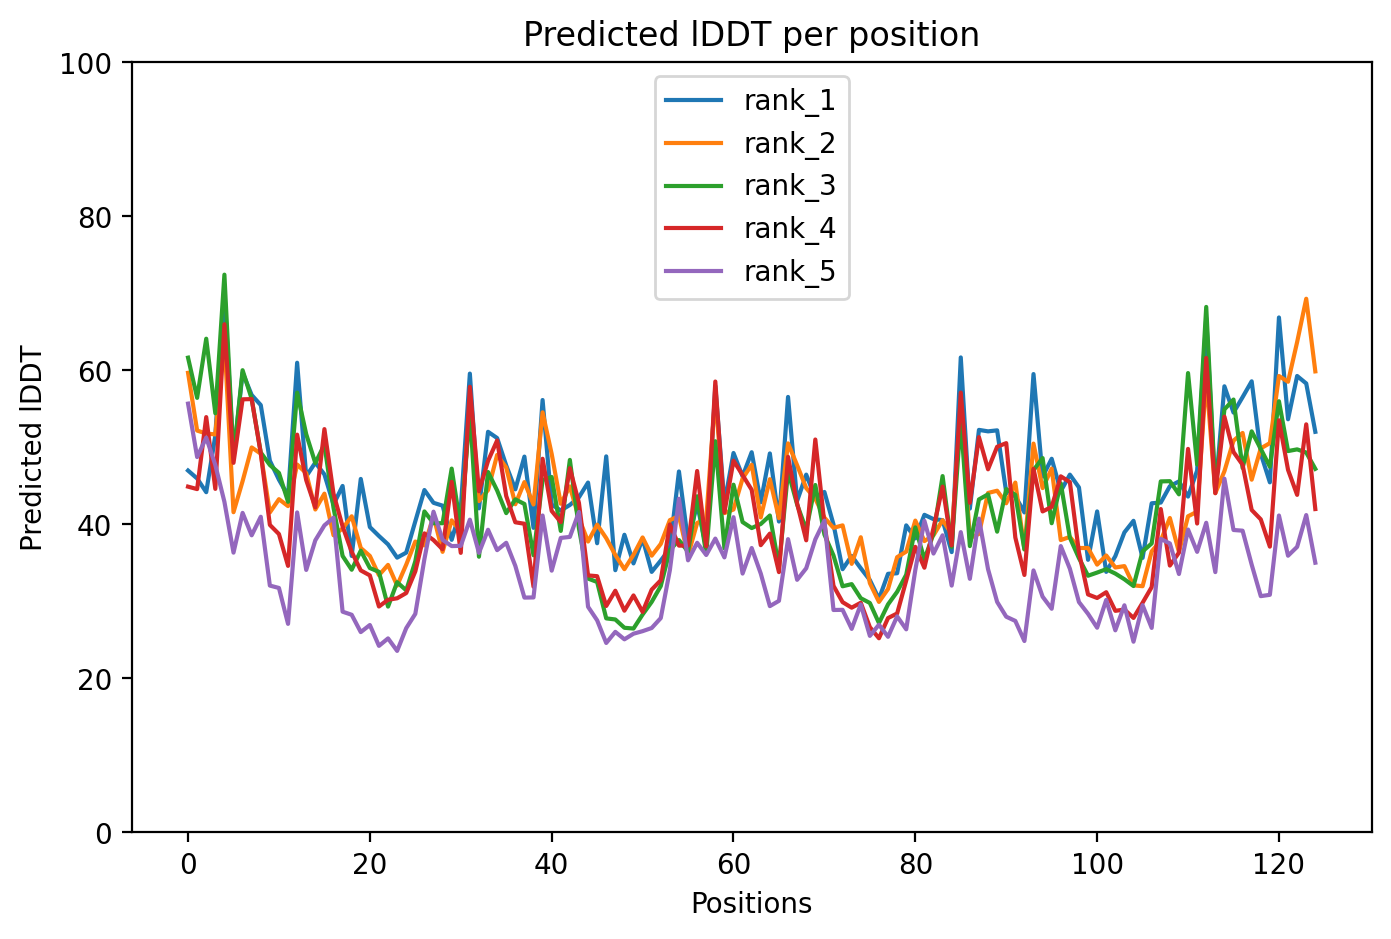 Predicted lDDT per position
100
80
60
40
20
0
Predicted lDDT
rank_1
rank_2
rank_3
rank_4
rank_5
0 20 40 60 80 100 120
Positions